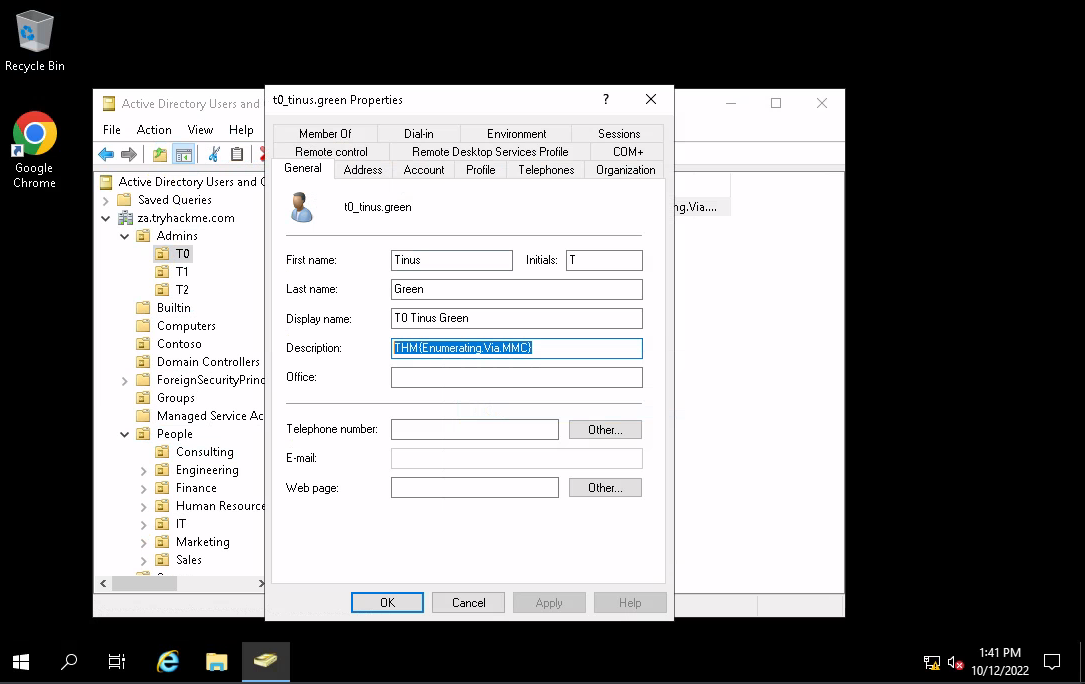 Recycle Bin
Google
Chrome
Active Directory Users and
File Action View Help
Active Directory Users and C
Saved Queries
za.tryhackme.com
Admins
T0
T1
T2
Builtin
Computers
Contoso
Domain Controllers
ForeignSecurityPrinc
Groups
Managed Service Ac
People
Consulting
Engineering
Finance
Human Resource
IT
Marketing
Sales
ng.Via....
t0_tinus.green Properties
?
Member Of Dial-in Environment Sessions
Remote control Remote Desktop Services Profile COM+
General Address Account Profile Telephones Organization
t0_tinus.green
First name: Tinus Initials: T
Last name: Green
Display name: T0 Tinus Green
Description: THM{Enumerating.Via.MMC}
Office:
Telephone number: Other...
E-mail:
Web page: Other...
OK Cancel Apply Help
1:41 PM
10/12/2022